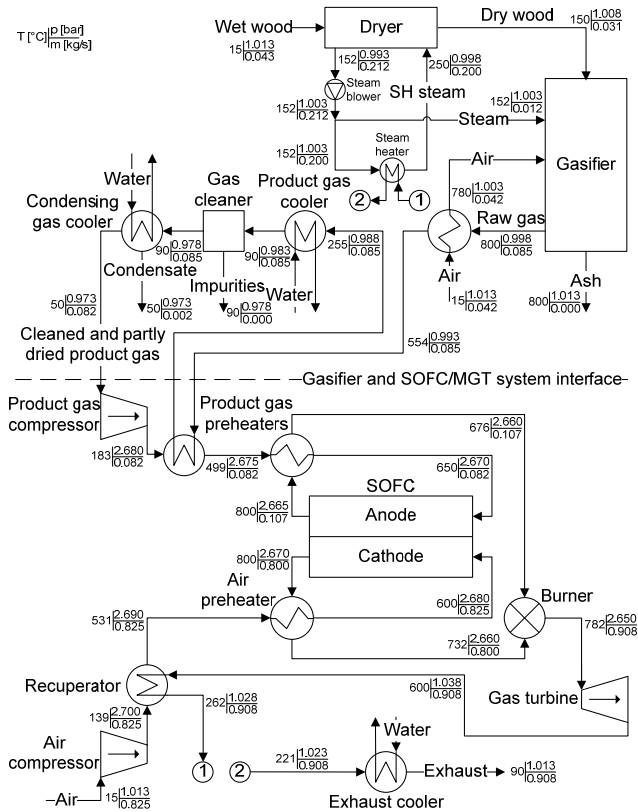 Wet wood
15 1.013 0.043
Dryer
Dry wood
150 1.008 0.031
T [°C] p [bar] m [kg/s]
152 0.993 0.212
250 0.998 0.200
Steam blower
SH steam
152 1.003 0.212
152 1.003 0.012
Steam
Gasifier
152 1.003 0.200
Steam heater
Air
2
1
780 1.003 0.042
Water
Condensing gas cooler
Gas cleaner
Product gas cooler
Raw gas
90 0.978 0.085
90 0.983 0.085
255 0.988 0.085
800 0.998 0.085
Condensate
Impurities
Water
Air
Ash
50 0.973 0.082
50 0.973 0.002
90 0.978 0.000
15 1.013 0.042
800 1.013 0.000
Cleaned and partly dried product gas
554 0.993 0.085
Gasifier and SOFC/MGT system interface
Product gas compressor
Product gas preheaters
676 2.660 0.107
183 2.680 0.082
499 2.675 0.082
650 2.670 0.082
SOFC
800 2.665 0.107
Anode
800 2.670 0.800
Cathode
Air preheater
600 2.680 0.825
Burner
531 2.690 0.825
732 2.660 0.800
782 2.650 0.908
Recuperator
262 1.028 0.908
600 1.038 0.908
Gas turbine
139 2.700 0.825
Air compressor
Water
1
2
221 1.023 0.908
Exhaust
90 1.013 0.908
Air
15 1.013 0.825
Exhaust cooler